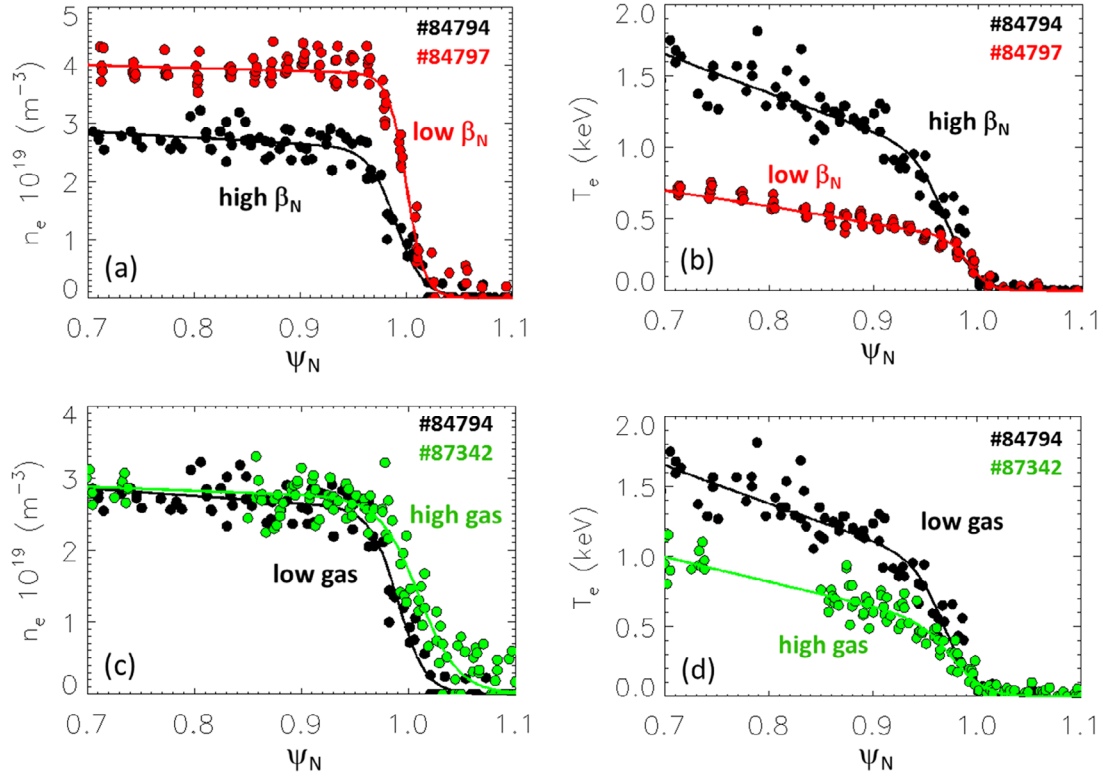 5
4
3
2
1
0
n_e 10^19 (m^-3)
#84794
#84797
low β_N
high β_N
(a)
0.7 0.8 0.9 1.0 1.1
Ψ_N
2.0
1.5
1.0
0.5
0.0
T_e (keV)
#84794
#84797
high β_N
low β_N
(b)
0.7 0.8 0.9 1.0 1.1
Ψ_N
4
3
2
1
0
n_e 10^19 (m^-3)
#84794
#87342
high gas
low gas
(c)
0.7 0.8 0.9 1.0 1.1
Ψ_N
2.0
1.5
1.0
0.5
0.0
T_e (keV)
#84794
#87342
low gas
high gas
(d)
0.7 0.8 0.9 1.0 1.1
Ψ_N